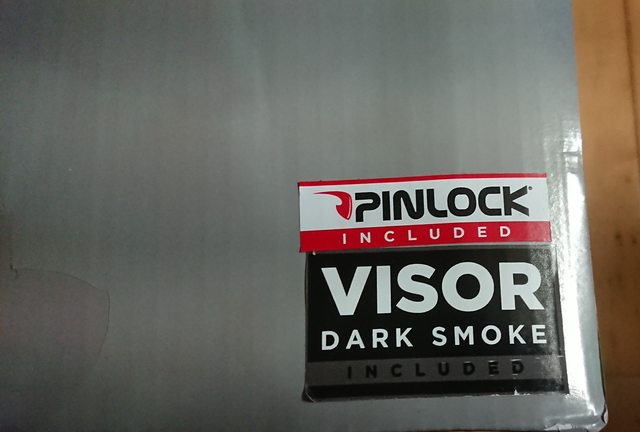 PINLOCK®
INCLUDED
VISOR
DARK SMOKE
INCLUDED